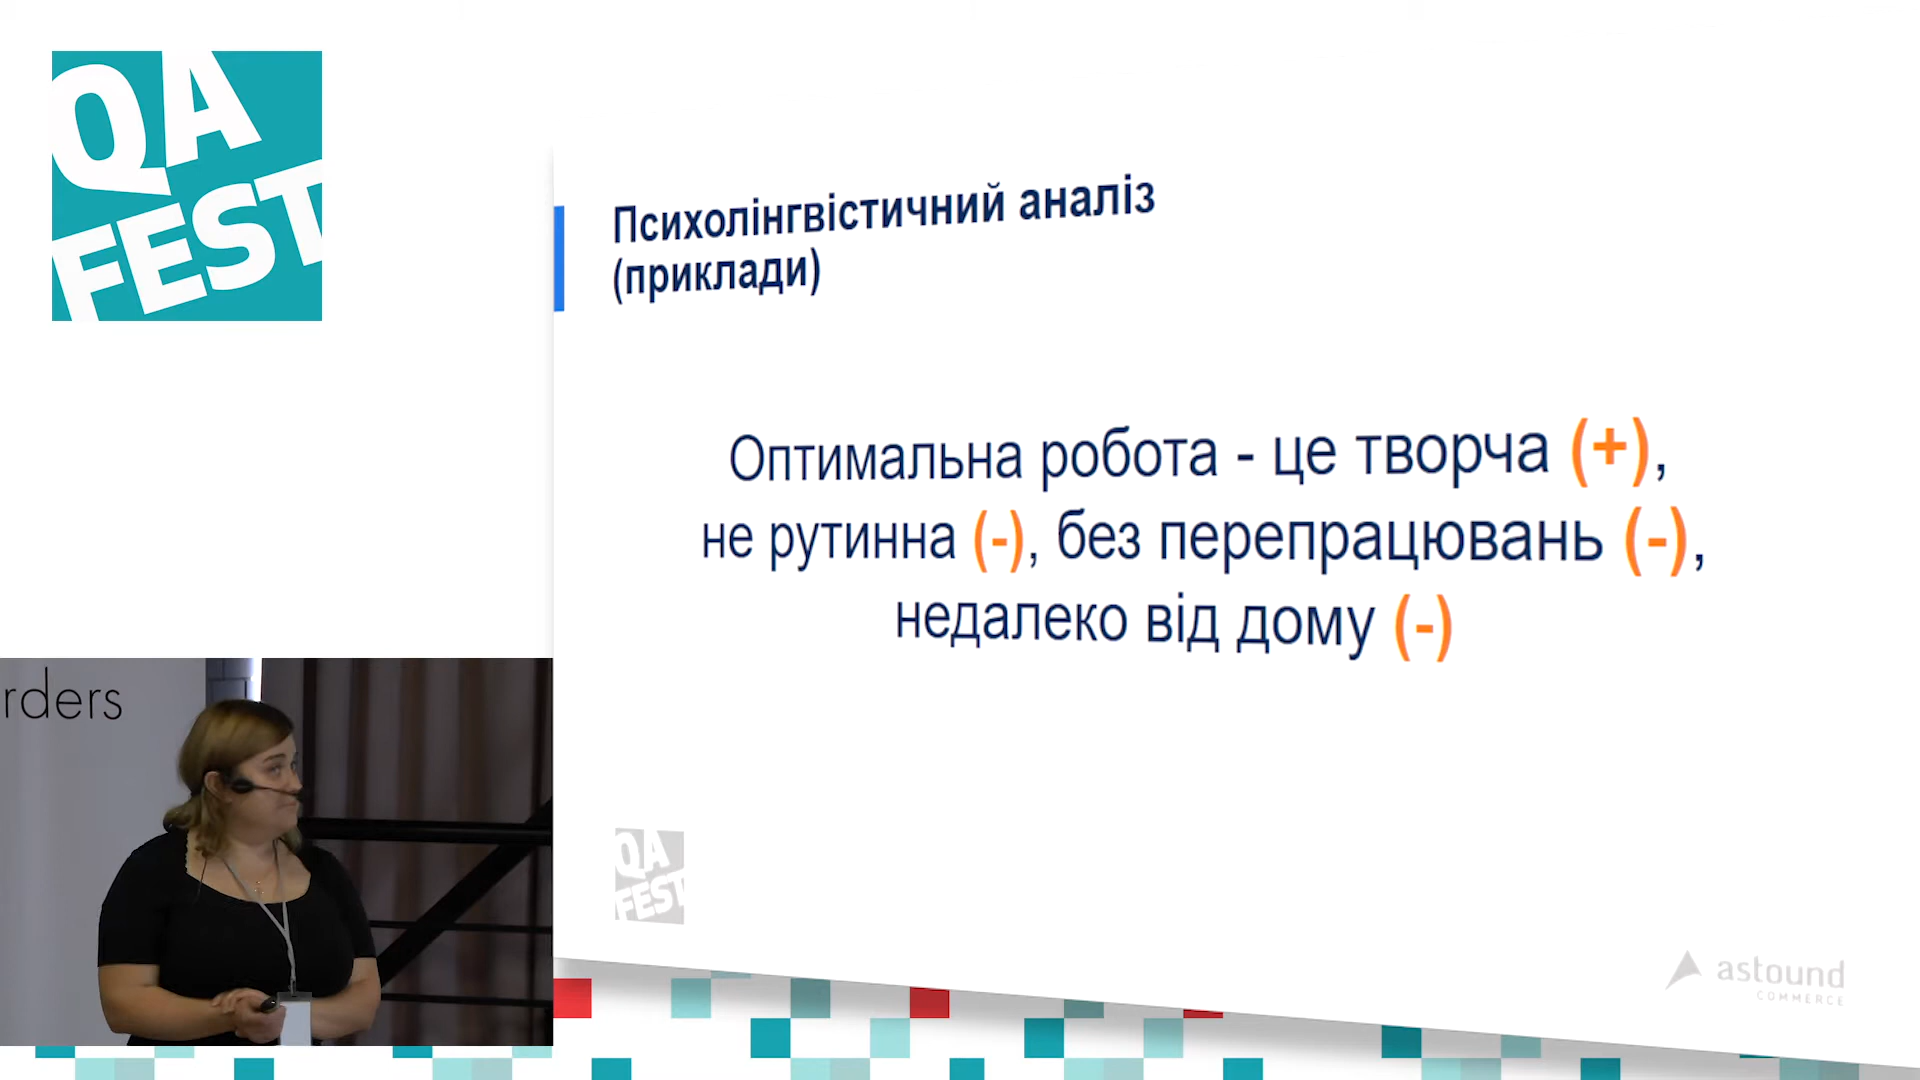 QA
FEST
Психолінгвістичний аналіз
(приклади)
Оптимальна робота - це творча (+),
не рутинна (-), без перепрацювань (-),
недалеко від дому (-)
rders
QA
FEST
astound
COMMERCE